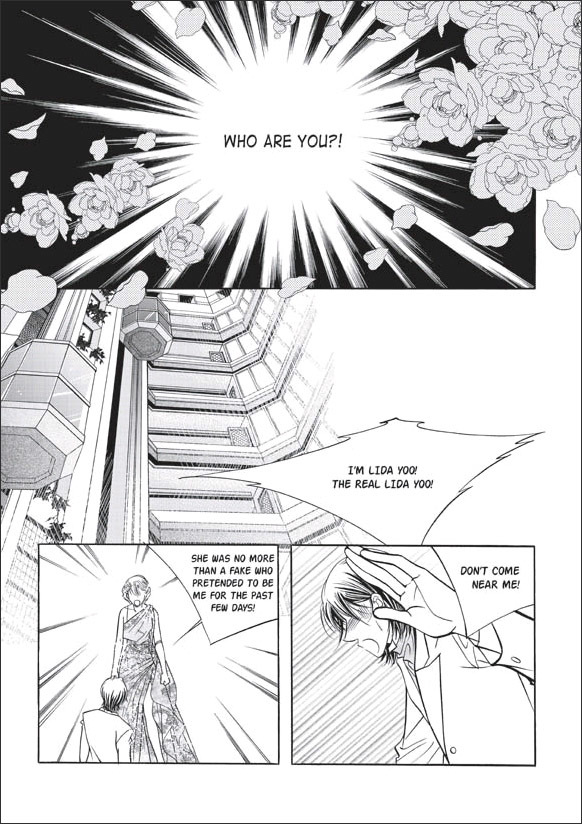 WHO ARE YOU?!
I'M LIDA YOO!
THE REAL LIDA YOO!
SHE WAS NO MORE
THAN A FAKE WHO
PRETENDED TO BE
ME FOR THE PAST
FEW DAYS!
DON'T COME
NEAR ME!